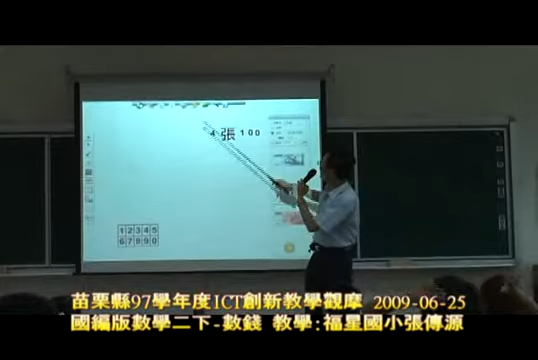 4 張 100
12345
67890
苗栗縣97學年度ICT創新教學觀摩 2009-06-25
國編版數學二下-數錢 教學:福星國小張傳源